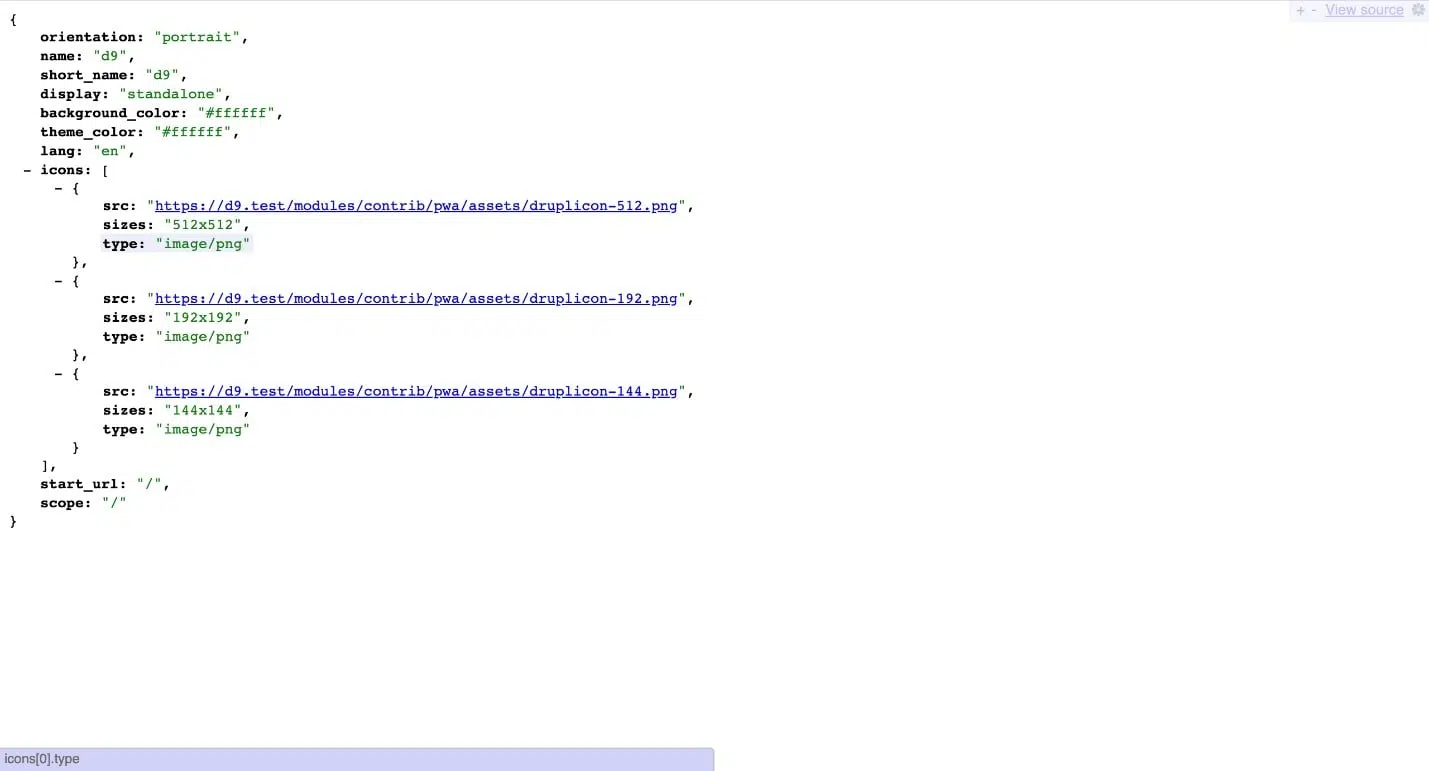 + - View source
{
orientation: "portrait",
name: "d9",
short_name: "d9",
display: "standalone",
background_color: "#ffffff",
theme_color: "#ffffff",
lang: "en",
- icons: [
- {
src: "https://d9.test/modules/contrib/pwa/assets/druplicon-512.png",
sizes: "512x512",
type: "image/png"
},
- {
src: "https://d9.test/modules/contrib/pwa/assets/druplicon-192.png",
sizes: "192x192",
type: "image/png"
},
- {
src: "https://d9.test/modules/contrib/pwa/assets/druplicon-144.png",
sizes: "144x144",
type: "image/png"
}
],
start_url: "/",
scope: "/"
}
icons[0].type